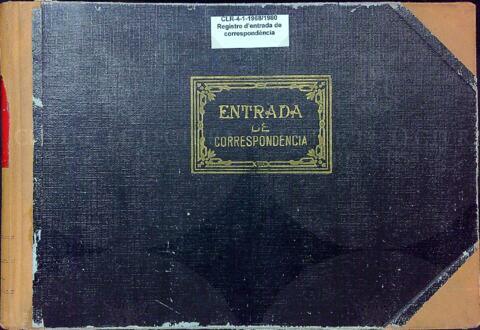 CLR-4-1-1968/1980
Registre d'entrada de
correspondència
ENTRADA
DE
CORRESPONDENCIA